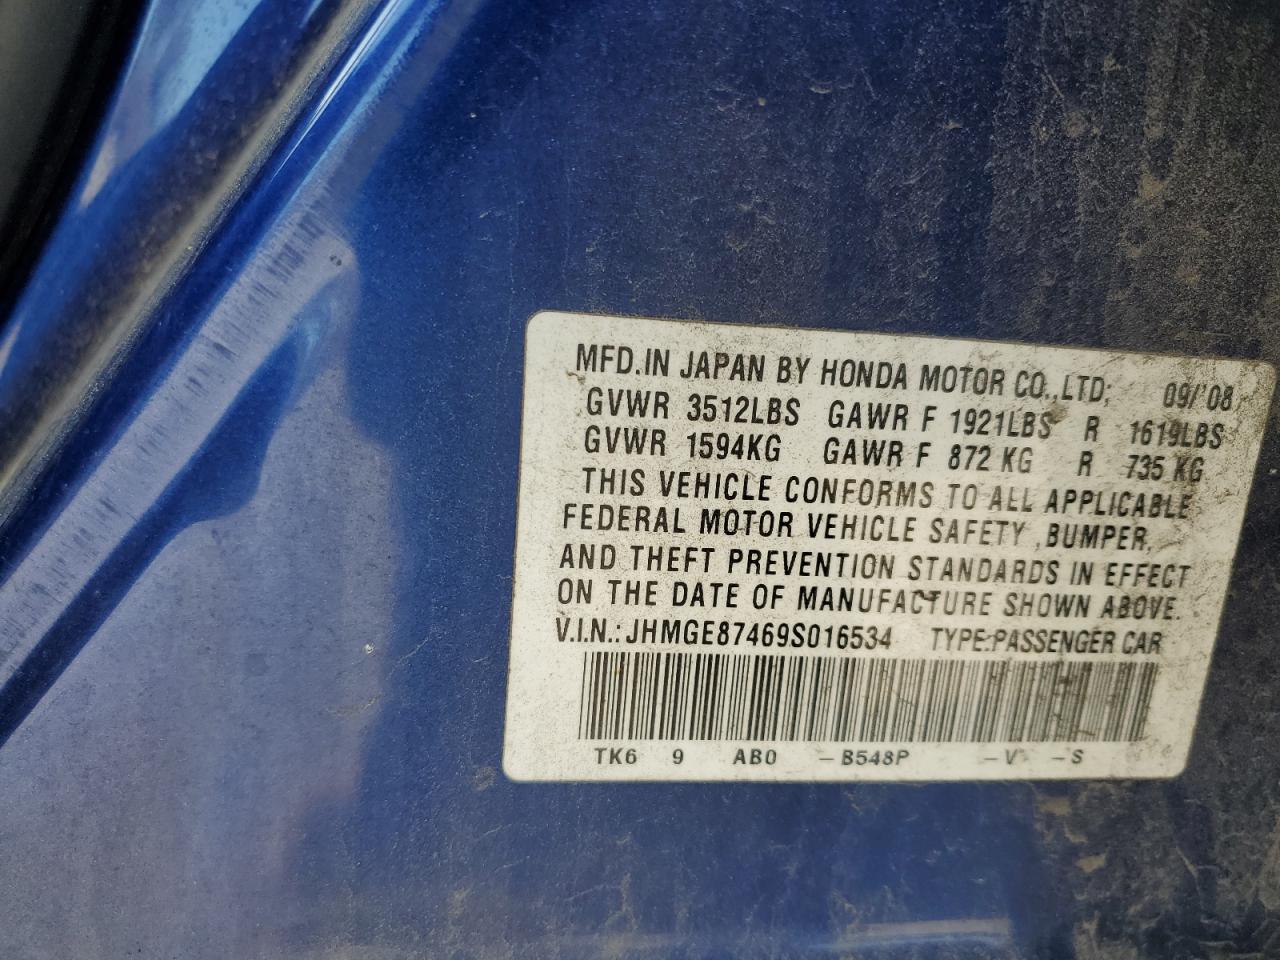 MFD. IN JAPAN BY HONDA MOTOR CO., LTD; 09/'08
GVWR 3512LBS GAWR F 1921LBS R 1619LBS
GVWR 1594KG GAWR F 872 KG R 735 KG
THIS VEHICLE CONFORMS TO ALL APPLICABLE
FEDERAL MOTOR VEHICLE SAFETY ,BUMPER,
AND THEFT PREVENTION STANDARDS IN EFFECT
ON THE DATE OF MANUFACTURE SHOWN ABOVE.
V.I.N.: JHMGE87469S016534 TYPE:PASSENGER CAR
TK6 9 AB0 -B548P -V -S